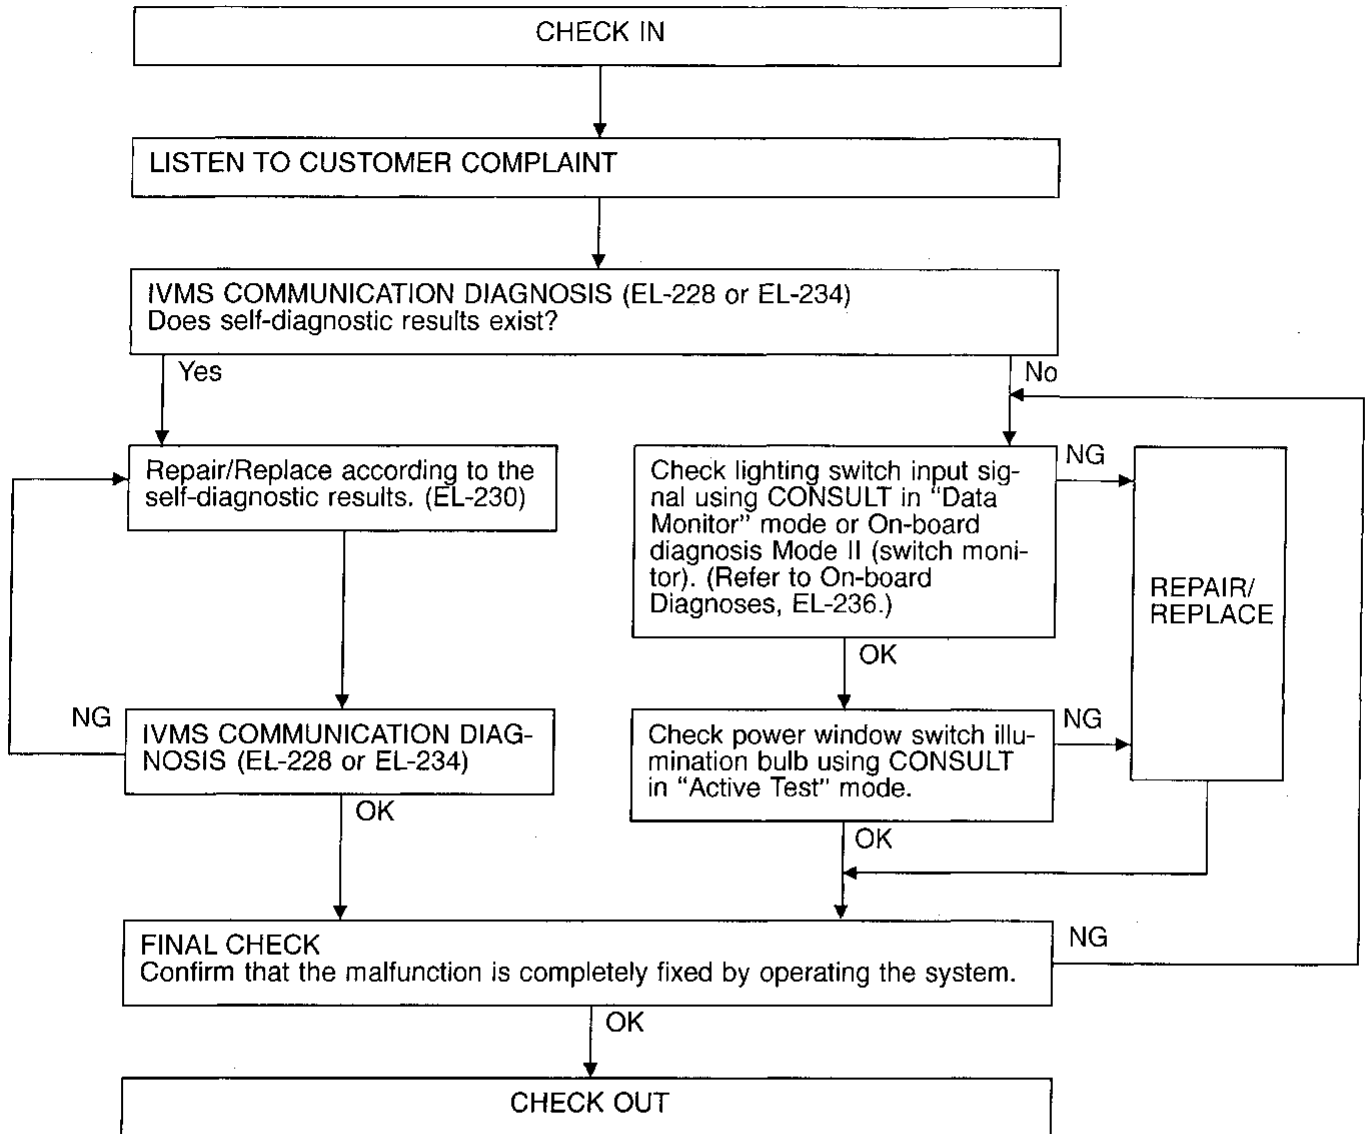 CHECK IN
LISTEN TO CUSTOMER COMPLAINT
IVMS COMMUNICATION DIAGNOSIS (EL-228 or EL-234)
Does self-diagnostic results exist?
Yes
No
Repair/Replace according to the
self-diagnostic results. (EL-230)
Check lighting switch input sig-
nal using CONSULT in "Data
Monitor" mode or On-board
diagnosis Mode II (switch moni-
tor). (Refer to On-board
Diagnoses, EL-236.)
NG
REPAIR/
REPLACE
OK
NG
IVMS COMMUNICATION DIAG-
NOSIS (EL-228 or EL-234)
Check power window switch illu-
mination bulb using CONSULT
in "Active Test" mode.
NG
OK
OK
FINAL CHECK
Confirm that the malfunction is completely fixed by operating the system.
NG
OK
CHECK OUT